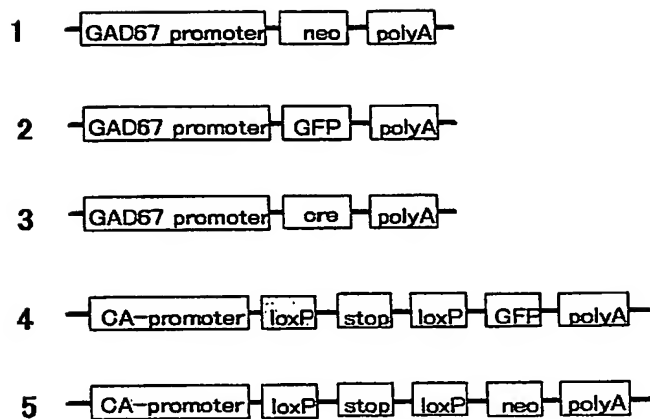 1 GAD67 promoter neo polyA
2 GAD67 promoter GFP polyA
3 GAD67 promoter cre polyA
4 CA-promoter loxP stop loxP GFP polyA
5 CA-promoter loxP stop loxP neo polyA